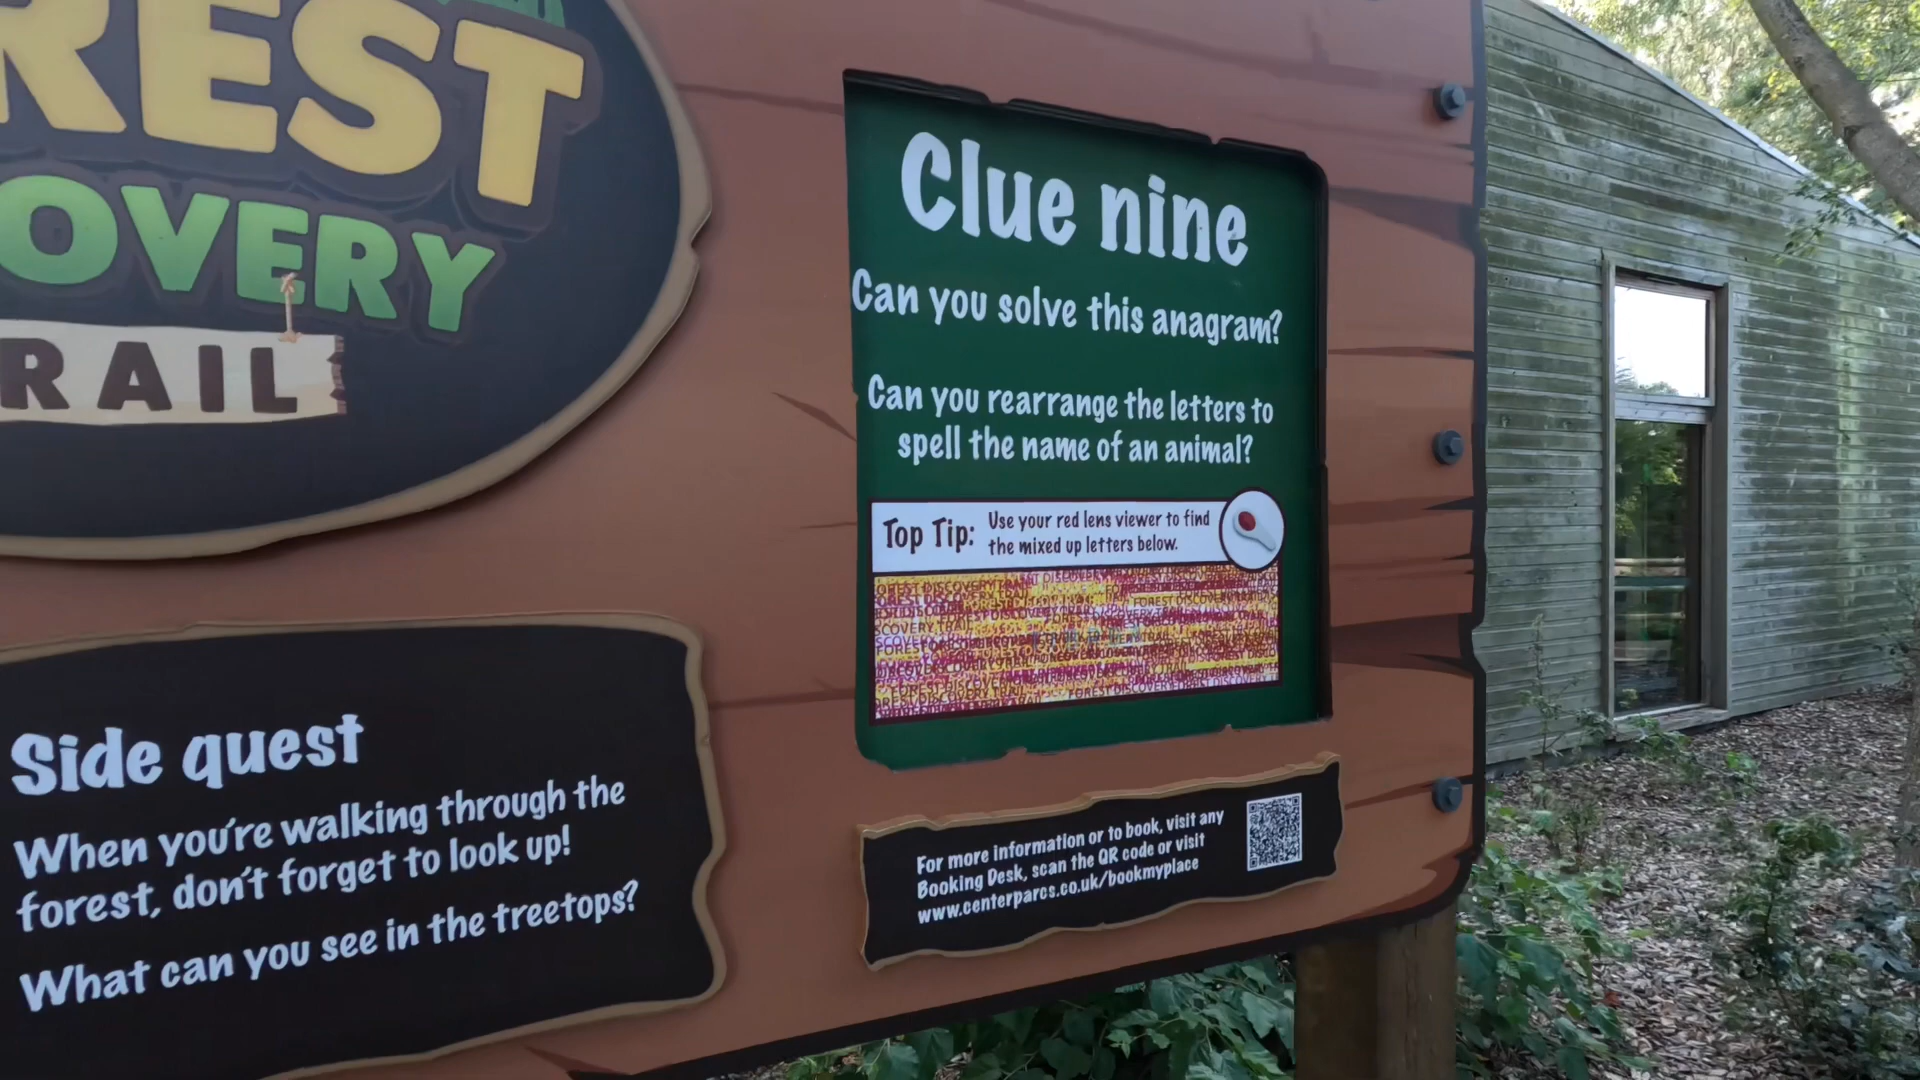 REST
OVERY
RAIL
Side quest
When you're walking through the
forest, don't forget to look up!
What can you see in the treetops?
Clue nine
Can you solve this anagram?
Can you rearrange the letters to
spell the name of an animal?
Top Tip: Use your red lens viewer to find
the mixed up letters below.
For more information or to book, visit any
Booking Desk, scan the QR code or visit
www.centerparcs.co.uk/bookmyplace